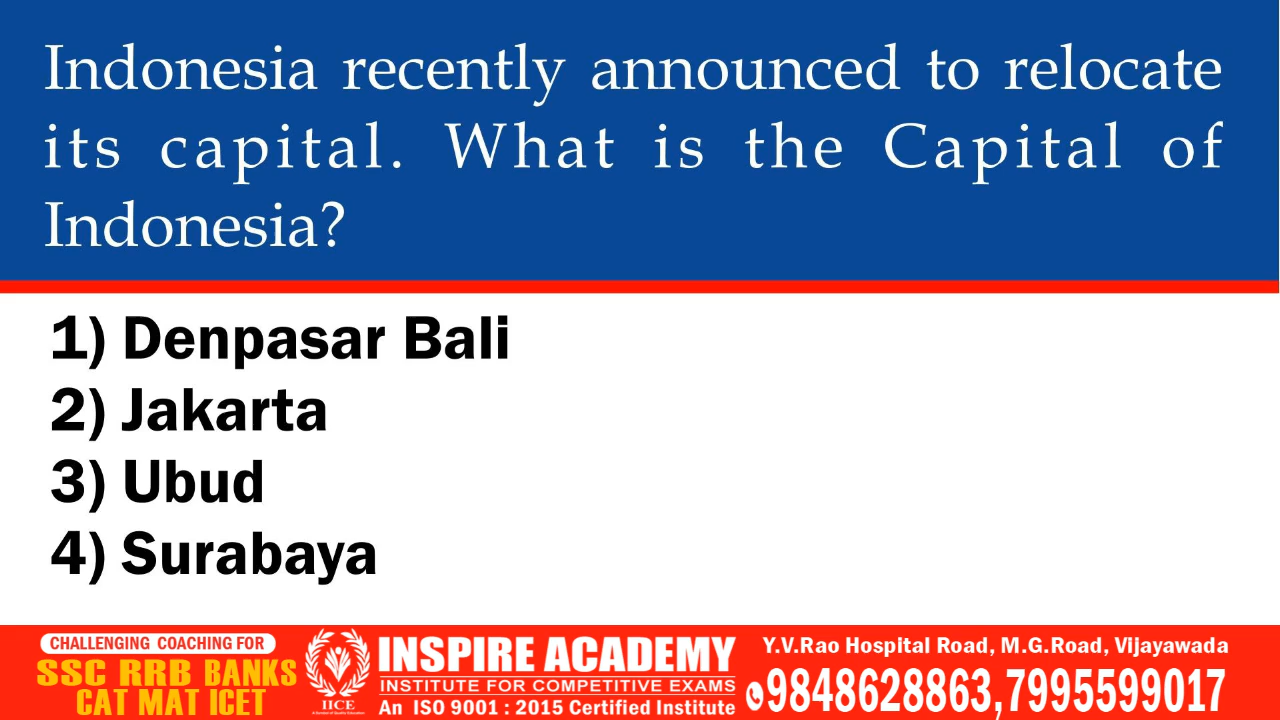 Indonesia recently announced to relocate
its capital. What is the Capital of
Indonesia?
1) Denpasar Bali
2) Jakarta
3) Ubud
4) Surabaya
CHALLENGING COACHING FOR
SSC RRB BANKS
CAT MAT ICET
IICE
INSPIRE ACADEMY
INSTITUTE FOR COMPETITIVE EXAMS
An ISO 9001 : 2015 Certified Institute
Y.V.Rao Hospital Road, M.G.Road, Vijayawada
9848628863,7995599017